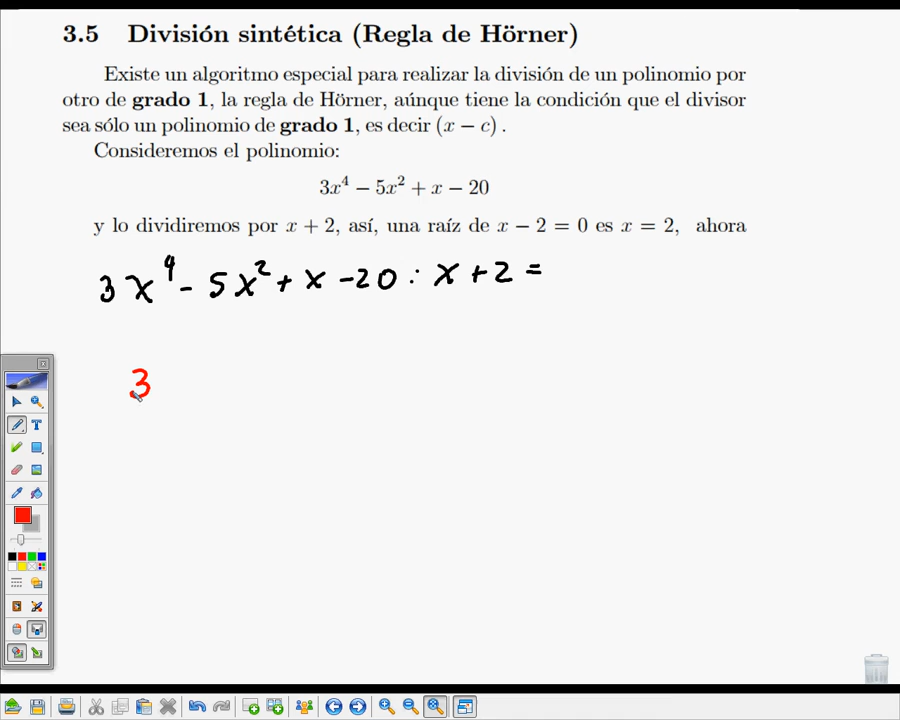 3.5 División sintética (Regla de Hörner)
Existe un algoritmo especial para realizar la división de un polinomio por
otro de grado 1, la regla de Hörner, aúnque tiene la condición que el divisor
sea sólo un polinomio de grado 1, es decir (x − c) .
Consideremos el polinomio:
3x⁴ − 5x² + x − 20
y lo dividiremos por x + 2, así, una raíz de x − 2 = 0 es x = 2, ahora
3x⁴ - 5x² + x - 20 : x + 2 =
3